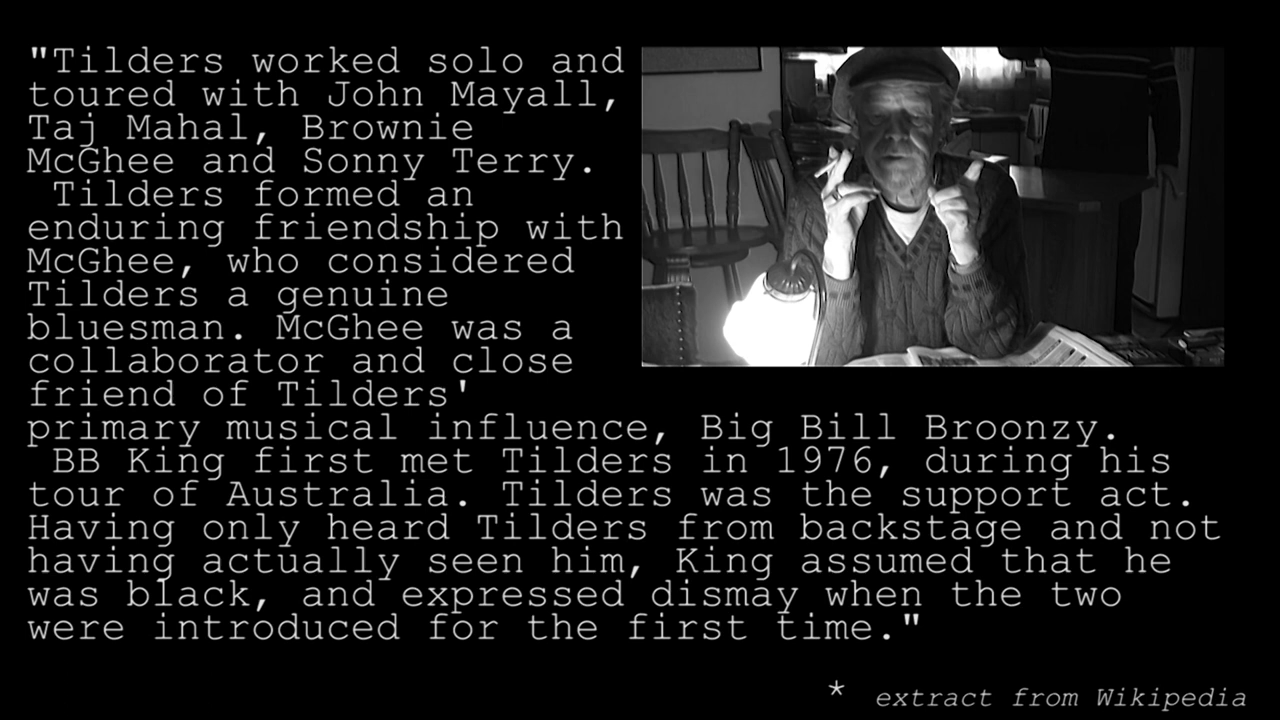 "Tilders worked solo and
toured with John Mayall,
Taj Mahal, Brownie
McGhee and Sonny Terry.
Tilders formed an
enduring friendship with
McGhee, who considered
Tilders a genuine
bluesman. McGhee was a
collaborator and close
friend of Tilders'
primary musical influence, Big Bill Broonzy.
BB King first met Tilders in 1976, during his
tour of Australia. Tilders was the support act.
Having only heard Tilders from backstage and not
having actually seen him, King assumed that he
was black, and expressed dismay when the two
were introduced for the first time."
* extract from Wikipedia